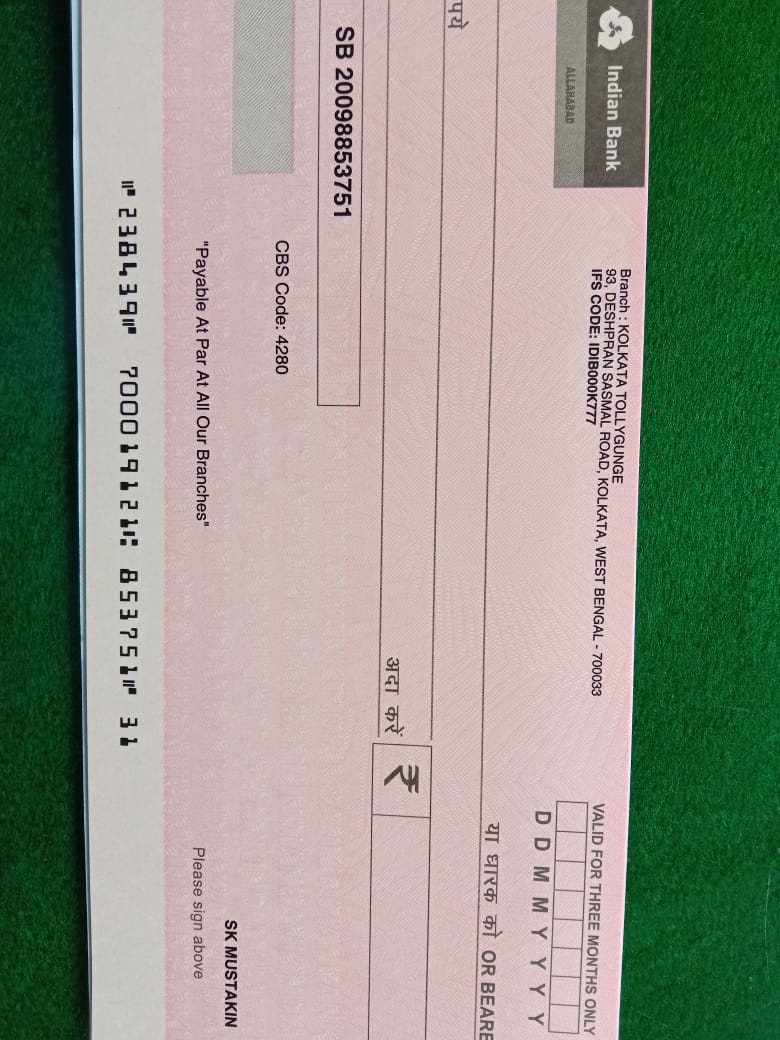 Indian Bank
ALLAHABAD
Branch : KOLKATA TOLLYGUNGE
93, DESHPRAN SASMAL ROAD, KOLKATA, WEST BENGAL - 700033
IFS CODE: IDIB000K777
VALID FOR THREE MONTHS ONLY
D D M M Y Y Y Y
या धारक को OR BEARE
पये
अदा करें ₹
SB 20098853751
CBS Code: 4280
SK MUSTAKIN
"Payable At Par At All Our Branches"
Please sign above
⑈238439⑈ 700019121⑆ 853751⑈ 31